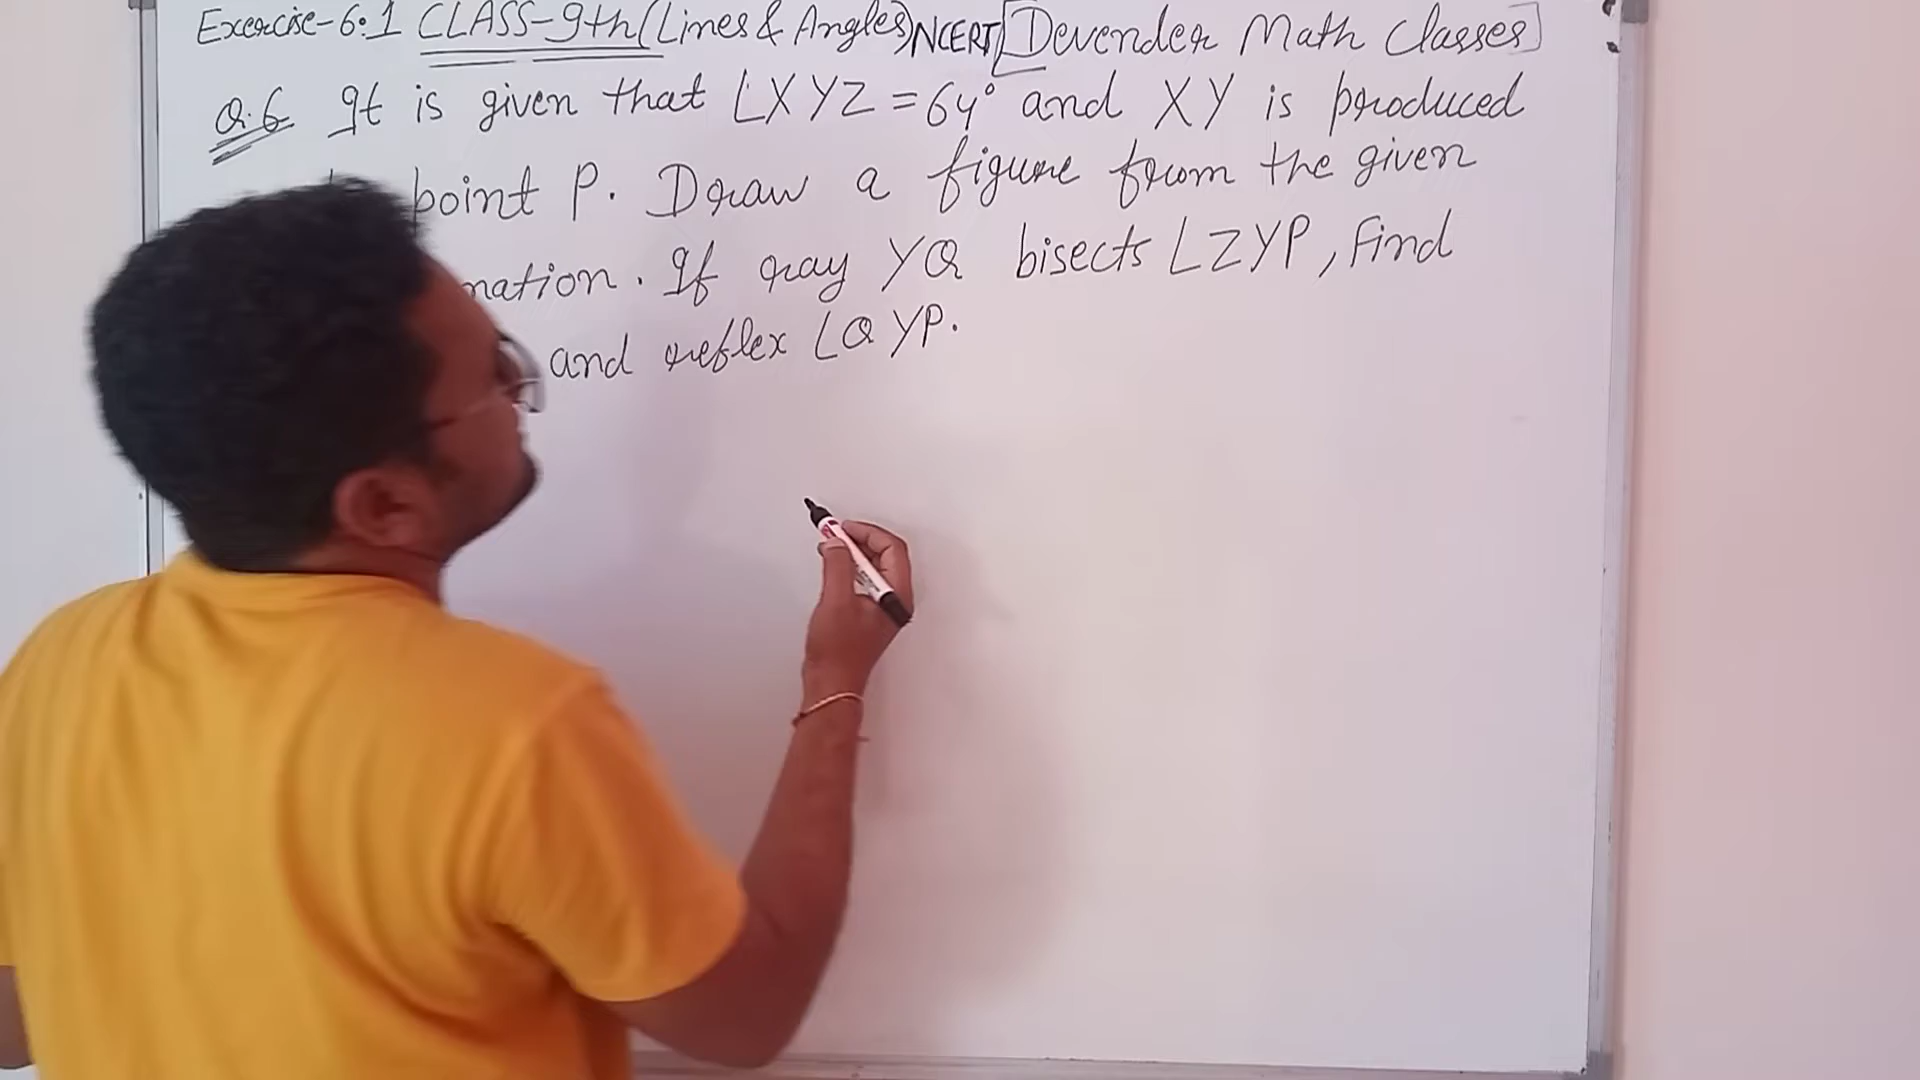 Exercise-6.1 CLASS-9th (Lines & Angles) NCERT [Devender Math Classes]
Q.6 It is given that ∠XYZ = 64° and XY is produced
point P. Draw a figure from the given
mation. If ray YQ bisects ∠ZYP, Find
and reflex ∠QYP.